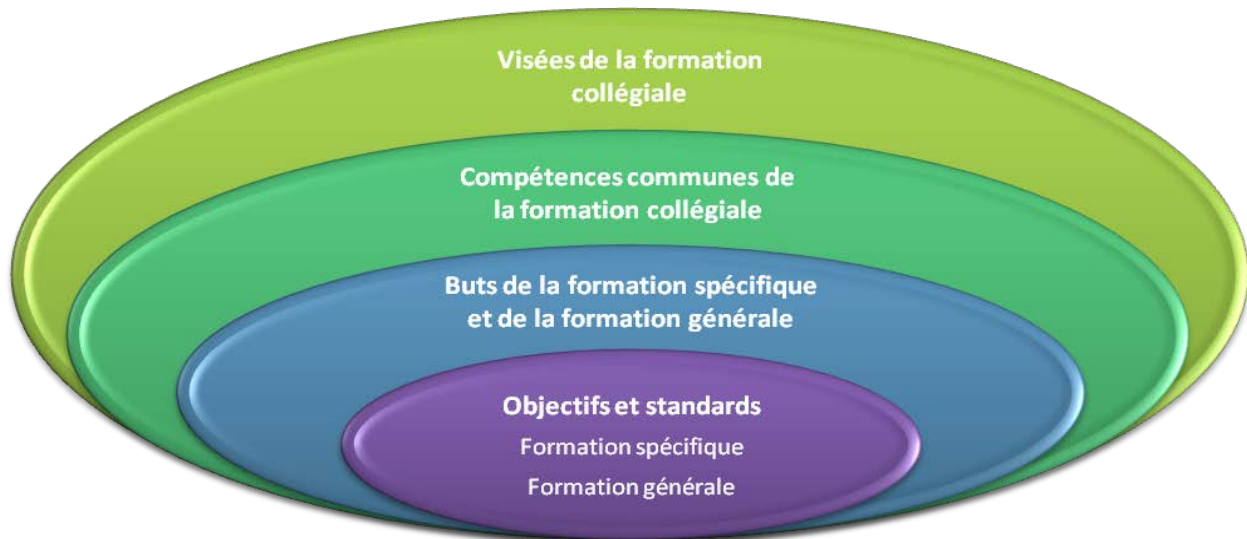 Visées de la formation
collégiale
Compétences communes de
la formation collégiale
Buts de la formation spécifique
et de la formation générale
Objectifs et standards
Formation spécifique
Formation générale